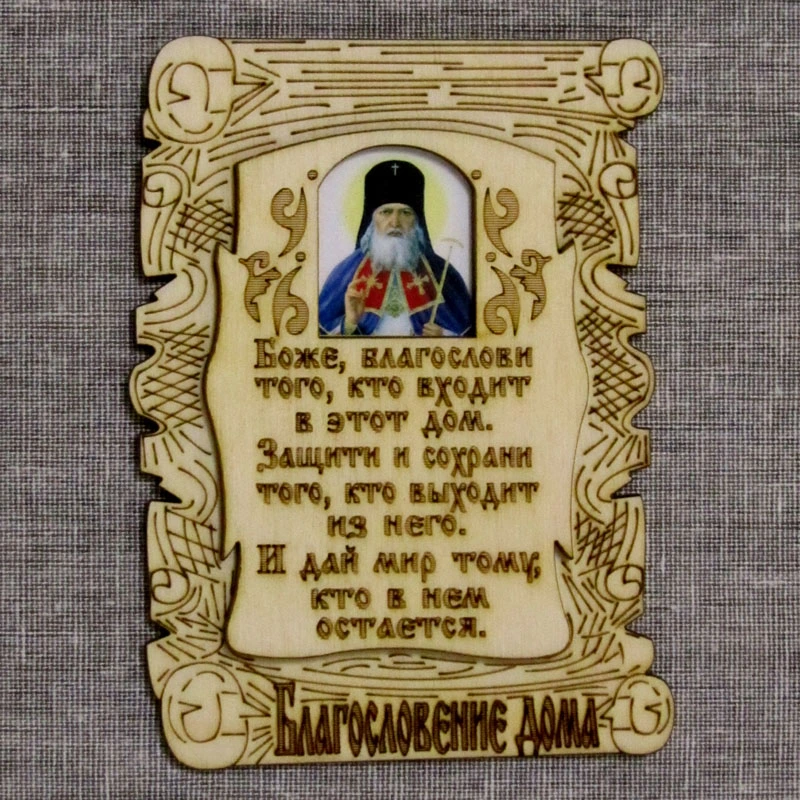 Боже, благослови
того, кто входит
в этот дом.
Защити и сохрани
того, кто выходит
из него.
И дай мир тому,
кто в нем
остается.
Благословение дома